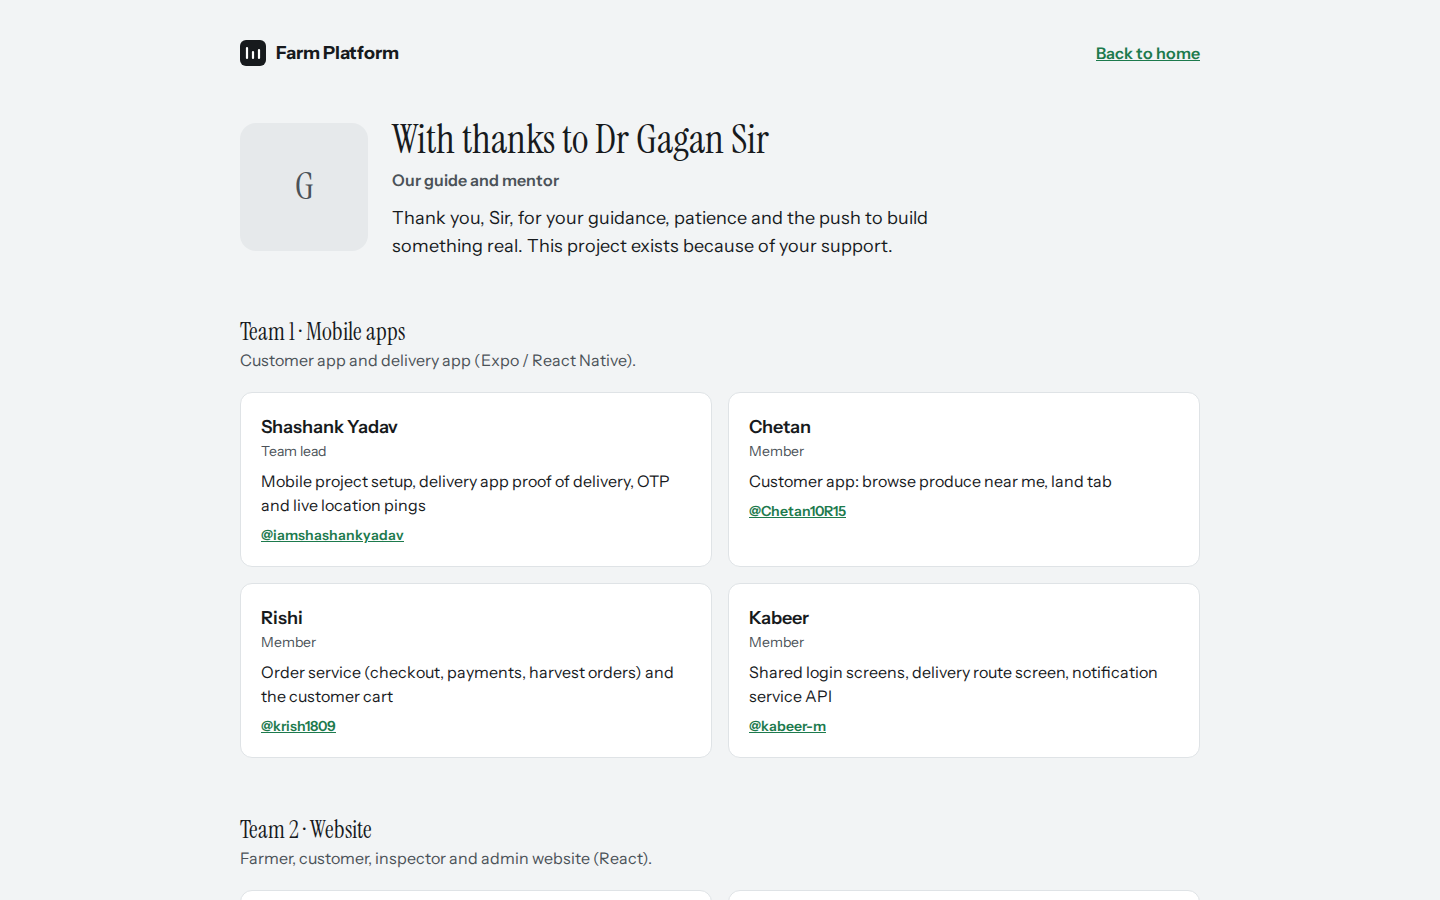 Farm Platform
Back to home
G
With thanks to Dr Gagan Sir
Our guide and mentor
Thank you, Sir, for your guidance, patience and the push to build
something real. This project exists because of your support.
Team 1 · Mobile apps
Customer app and delivery app (Expo / React Native).
Shashank Yadav
Team lead
Mobile project setup, delivery app proof of delivery, OTP
and live location pings
@iamshashankyadav
Chetan
Member
Customer app: browse produce near me, land tab
@Chetan10R15
Rishi
Member
Order service (checkout, payments, harvest orders) and
the customer cart
@krish1809
Kabeer
Member
Shared login screens, delivery route screen, notification
service API
@kabeer-m
Team 2 · Website
Farmer, customer, inspector and admin website (React).